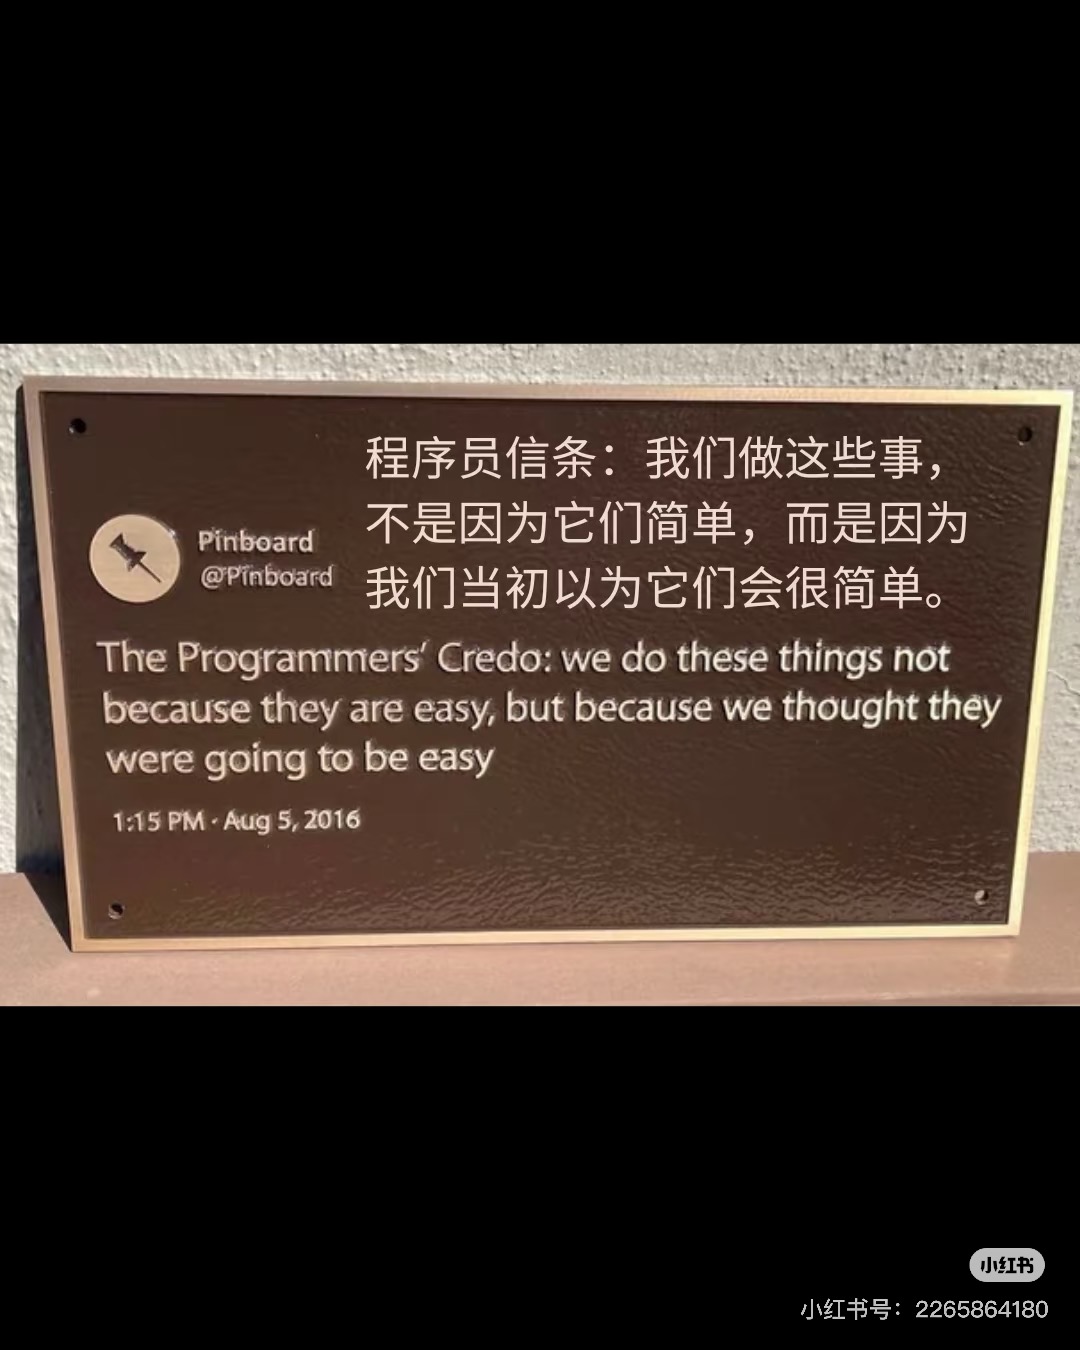 程序员信条：我们做这些事，
不是因为它们简单，而是因为
我们当初以为它们会很简单。
Pinboard
@Pinboard
The Programmers’ Credo: we do these things not
because they are easy, but because we thought they
were going to be easy
1:15 PM · Aug 5, 2016
小红书
小红书号：2265864180